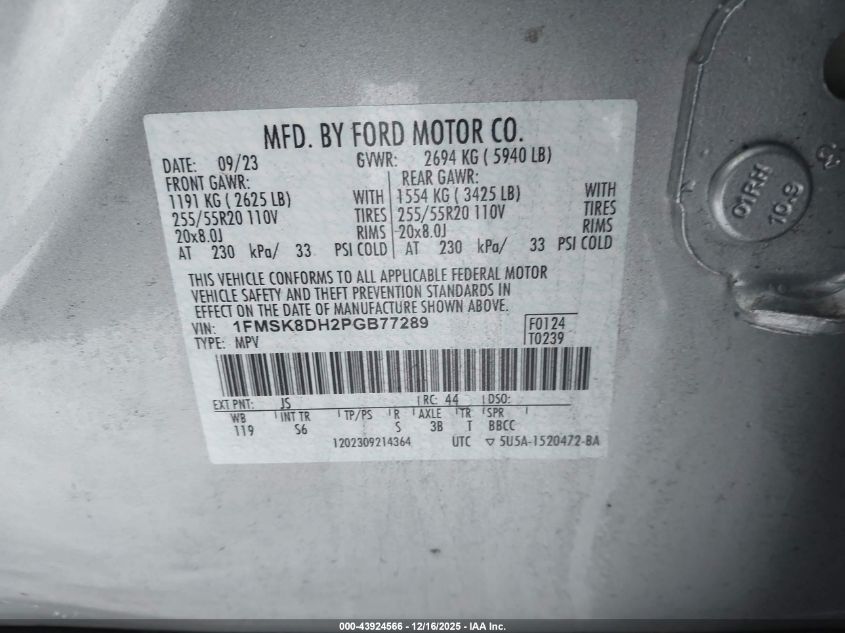 MFD. BY FORD MOTOR CO.
DATE: 09/23 GVWR: 2694 KG ( 5940 LB)
FRONT GAWR: REAR GAWR:
1191 KG ( 2625 LB) WITH 1554 KG ( 3425 LB) WITH
255/55R20 110V TIRES 255/55R20 110V TIRES
20x8.0J RIMS 20x8.0J RIMS
AT 230 kPa/ 33 PSI COLD AT 230 kPa/ 33 PSI COLD
THIS VEHICLE CONFORMS TO ALL APPLICABLE FEDERAL MOTOR
VEHICLE SAFETY AND THEFT PREVENTION STANDARDS IN
EFFECT ON THE DATE OF MANUFACTURE SHOWN ABOVE.
VIN: 1FMSK8DH2PGB77289 F0124
TYPE: MPV T0239
EXT PNT: JS RC: 44 DSO:
WB INT TR TP/PS R AXLE TR SPR
119 S6 S 3B T BBCC
1202309214364 UTC ▽ 5U5A-1520472-BA
01RH
10.9
000-43924566 - 12/16/2025 - IAA Inc.